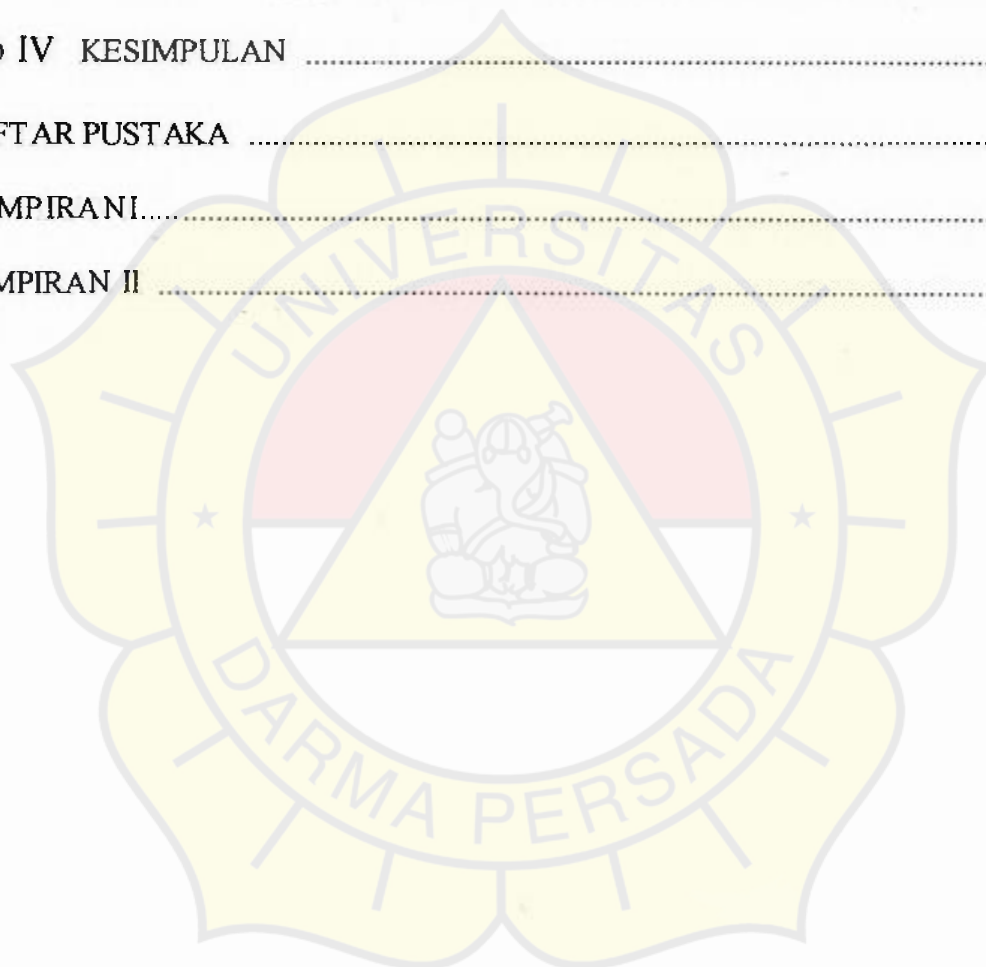 IV KESIMPULAN ........................................
FTAR PUSTAKA ........................................
MPIRAN I ........................................
MPIRAN II ........................................
UNIVERSITAS
DARMA PERSADA